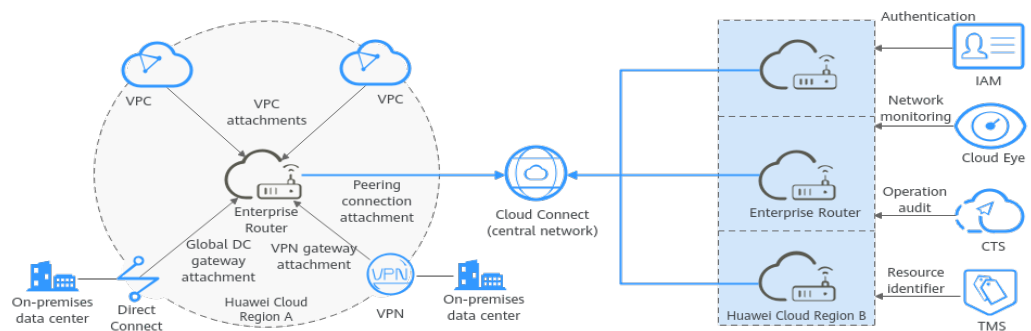 VPC
VPC
VPC
attachments
Enterprise
Router
Peering
connection
attachment
Global DC
gateway
attachment
VPN gateway
attachment
On-premises
data center
Direct
Connect
Huawei Cloud
Region A
VPN
VPN
On-premises
data center
Cloud Connect
(central network)
Enterprise Router
Huawei Cloud Region B
Authentication
IAM
Network
monitoring
Cloud Eye
Operation
audit
CTS
Resource
identifier
TMS